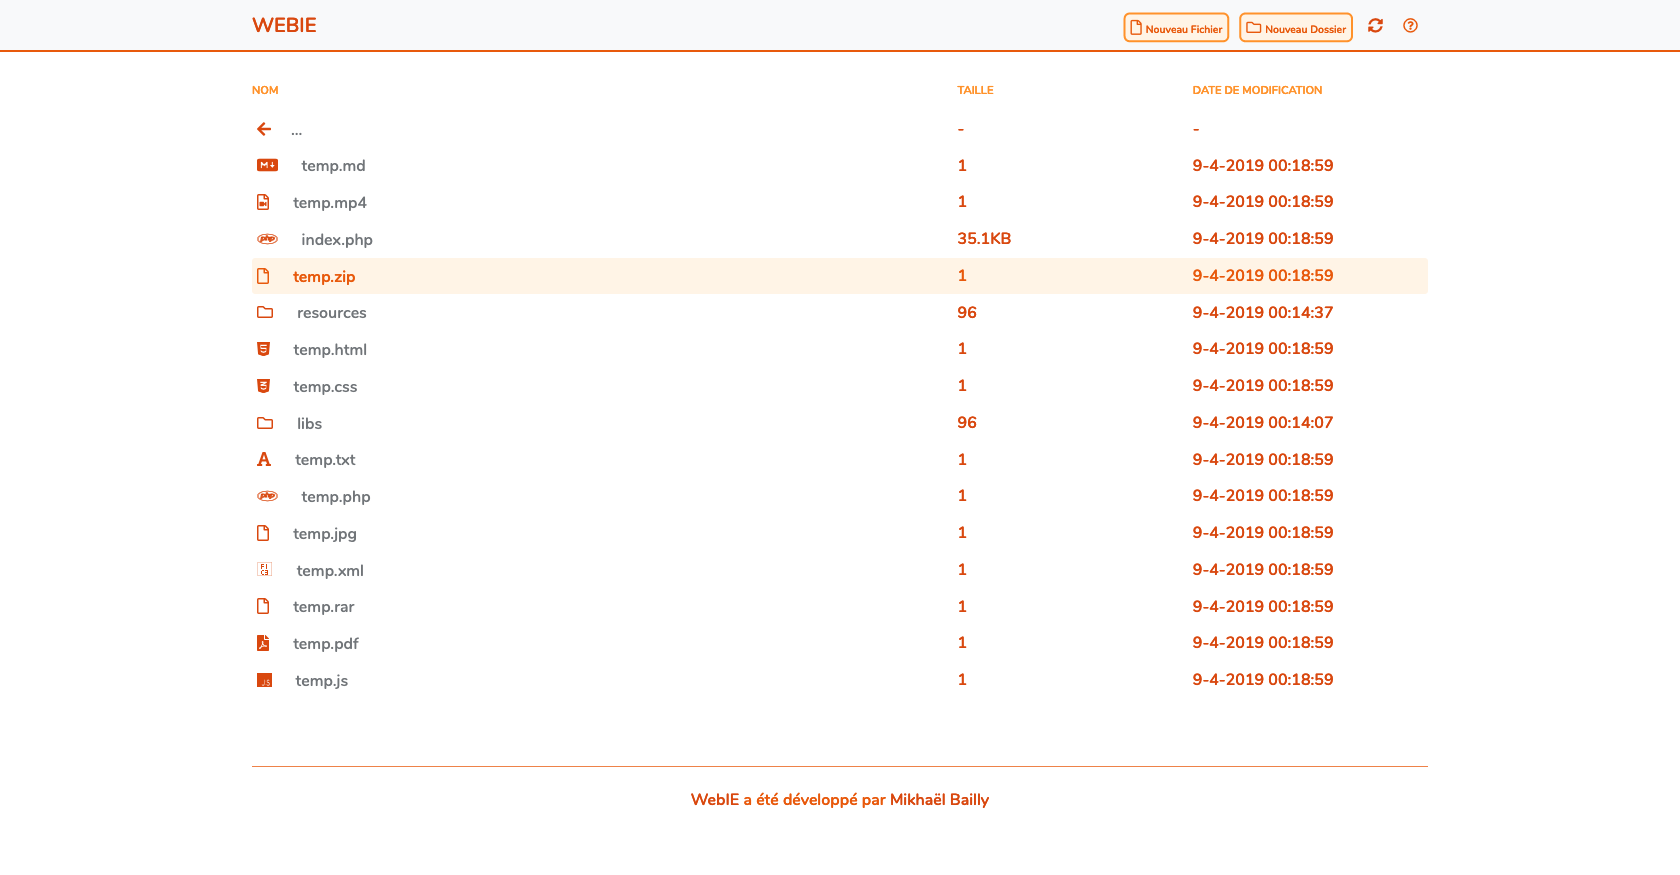 WEBIE Nouveau Fichier Nouveau Dossier
NOM TAILLE DATE DE MODIFICATION
... - -
temp.md 1 9-4-2019 00:18:59
temp.mp4 1 9-4-2019 00:18:59
php index.php 35.1KB 9-4-2019 00:18:59
temp.zip 1 9-4-2019 00:18:59
resources 96 9-4-2019 00:14:37
temp.html 1 9-4-2019 00:18:59
temp.css 1 9-4-2019 00:18:59
libs 96 9-4-2019 00:14:07
A temp.txt 1 9-4-2019 00:18:59
php temp.php 1 9-4-2019 00:18:59
temp.jpg 1 9-4-2019 00:18:59
temp.xml 1 9-4-2019 00:18:59
temp.rar 1 9-4-2019 00:18:59
temp.pdf 1 9-4-2019 00:18:59
JS temp.js 1 9-4-2019 00:18:59
WebIE a été développé par Mikhaël Bailly